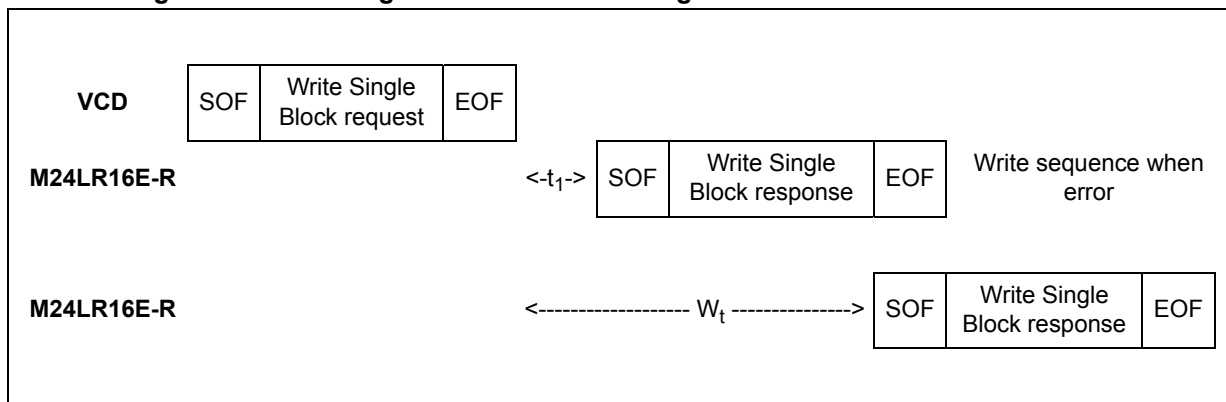 VCD
SOF
Write Single
Block request
EOF
M24LR16E-R
<-t1->
SOF
Write Single
Block response
EOF
Write sequence when
error
M24LR16E-R
<------------------- Wt --------------->
SOF
Write Single
Block response
EOF